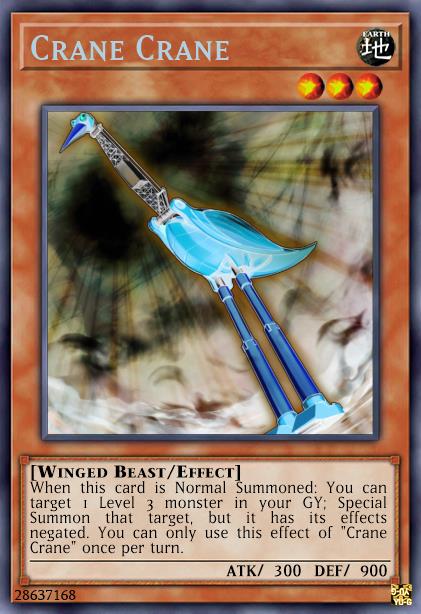 CRANE CRANE
EARTH
地
[WINGED BEAST/EFFECT]
When this card is Normal Summoned: You can
target 1 Level 3 monster in your GY; Special
Summon that target, but it has its effects
negated. You can only use this effect of "Crane
Crane" once per turn.
ATK/ 300 DEF/ 900
28637168